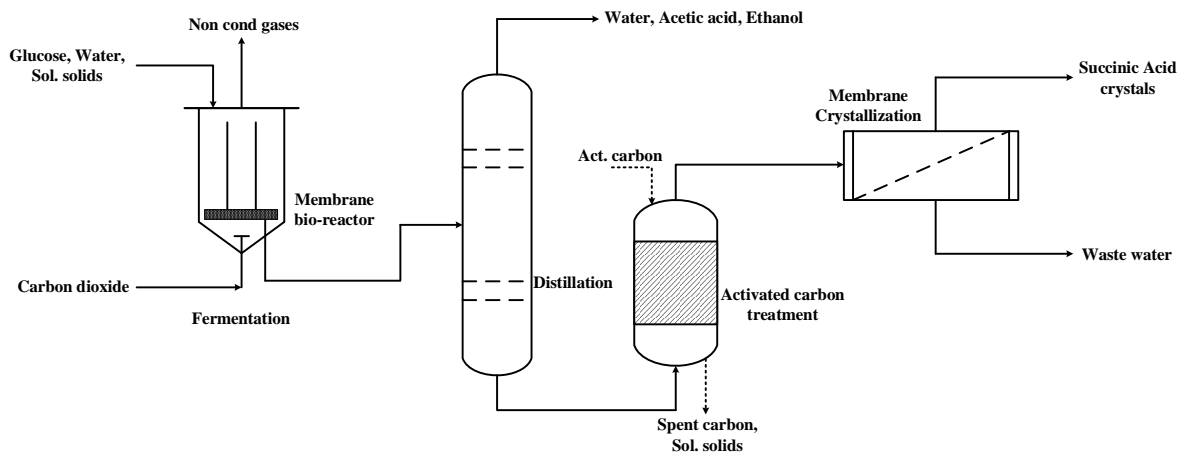 Non cond gases
Glucose, Water,
Sol. solids
Membrane
bio-reactor
Carbon dioxide
Fermentation
Water, Acetic acid, Ethanol
Distillation
Act. carbon
Activated carbon
treatment
Spent carbon,
Sol. solids
Membrane
Crystallization
Succinic Acid
crystals
Waste water